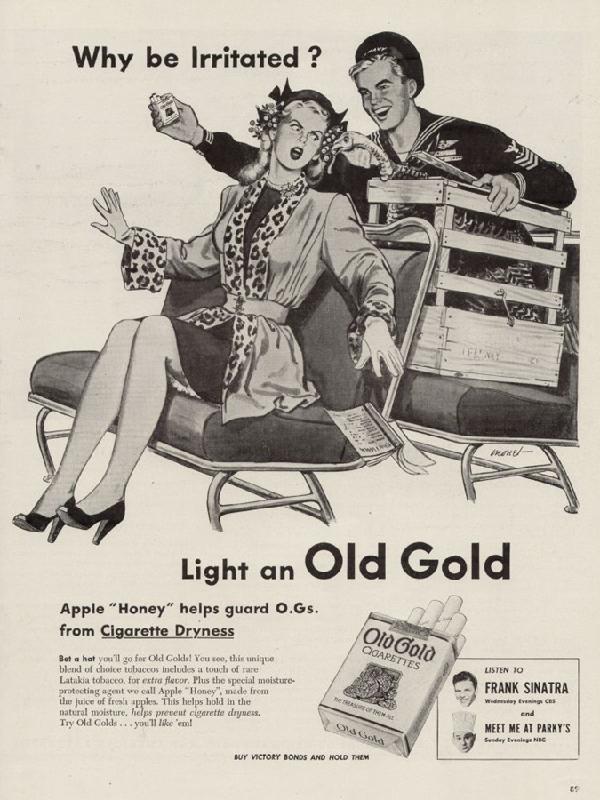 Why be Irritated?
Light an Old Gold
Apple "Honey" helps guard O.Gs.
from Cigarette Dryness
Bet a hat you'll go for Old Golds! You see, this unique
blend of choice tobaccos includes a touch of rare
Latakia tobacco, for extra flavor. Plus the special moisture-
protecting agent we call Apple "Honey", made from
the juice of fresh apples. This helps hold in the
natural moisture, helps prevent cigarette dryness.
Try Old Golds . . . you'll like 'em!
Old Gold
CIGARETTES
THE TREASURE OF THEM ALL
Old Gold
LISTEN TO
FRANK SINATRA
Wednesday Evenings CBS
and
MEET ME AT PARKY'S
Sunday Evenings NBC
BUY VICTORY BONDS AND HOLD THEM